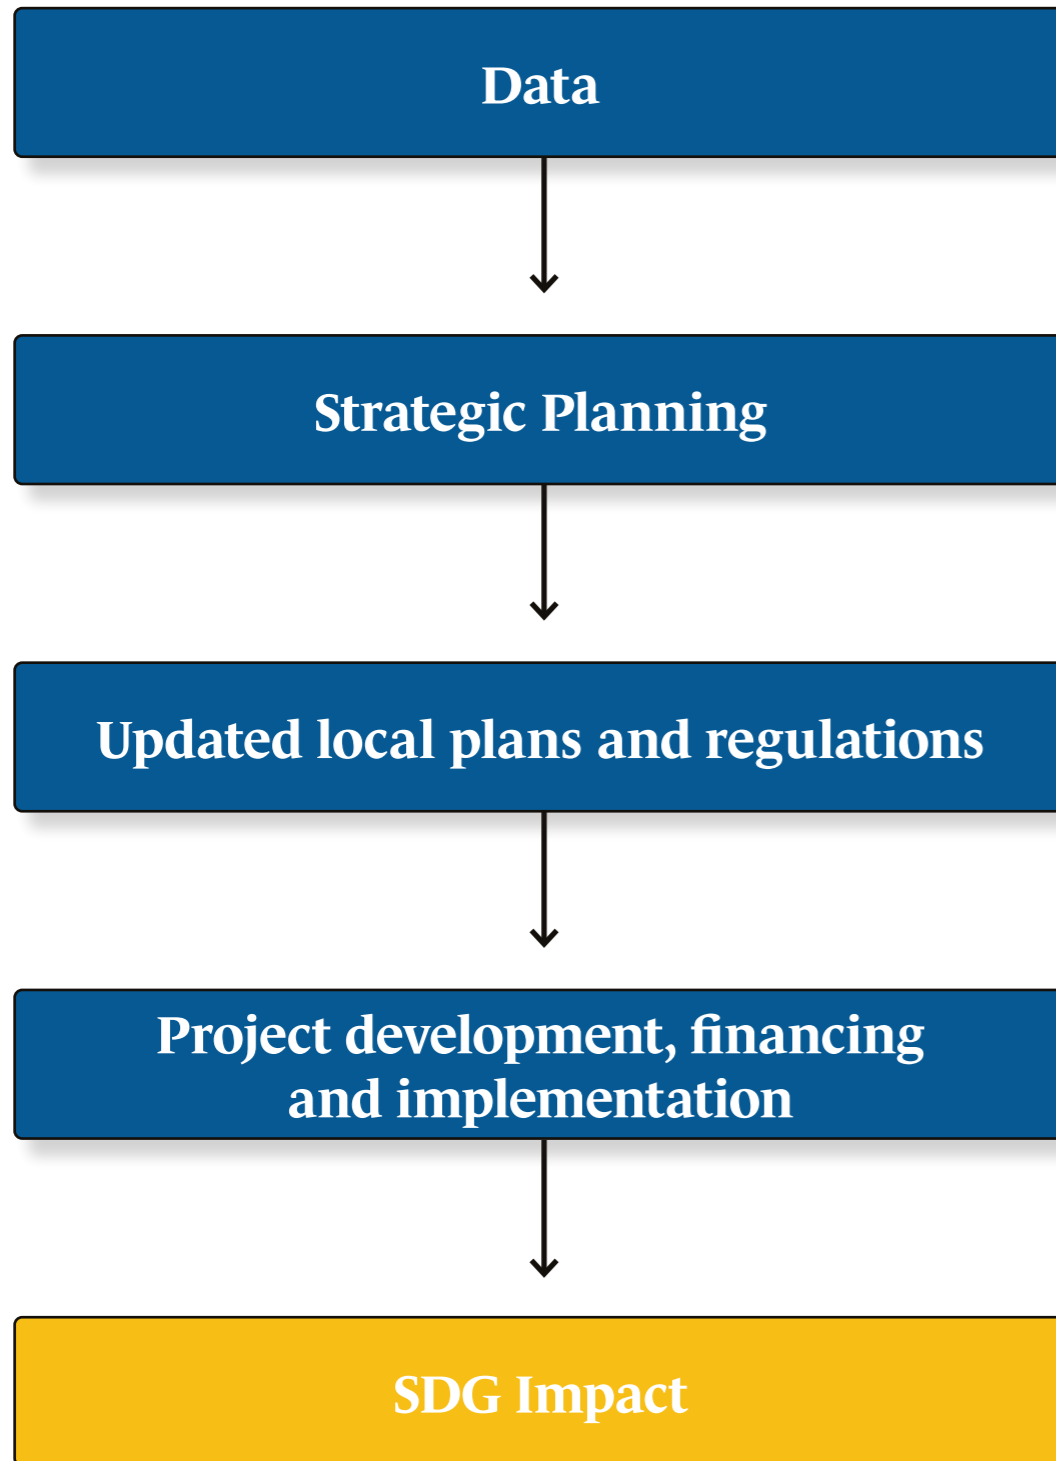 Data
Strategic Planning
Updated local plans and regulations
Project development, financing
and implementation
SDG Impact